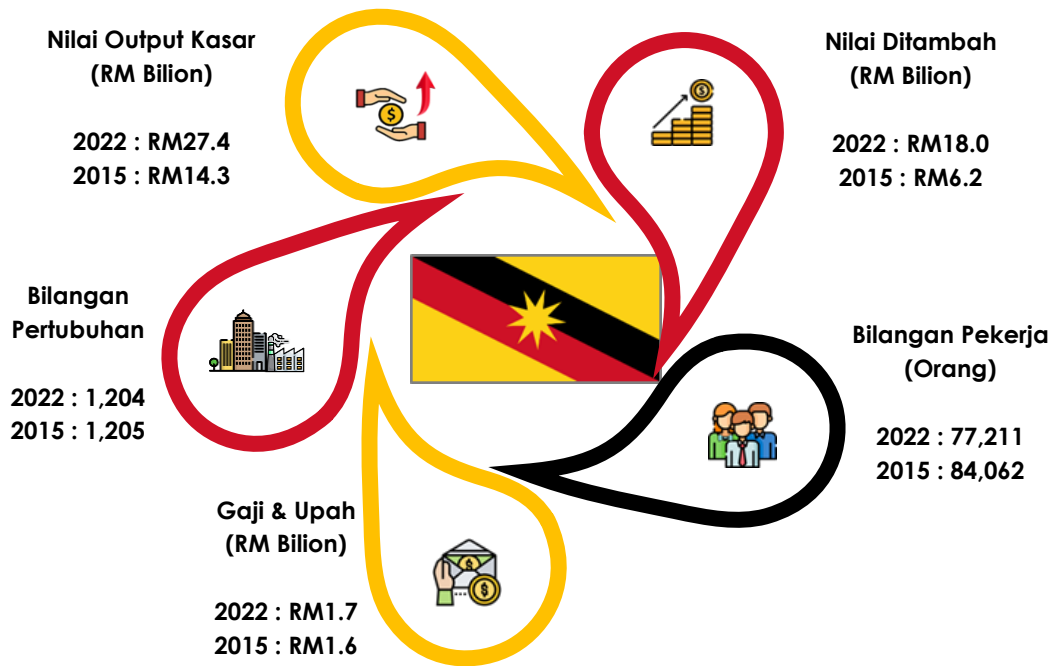 Nilai Output Kasar
(RM Bilion)
2022 : RM27.4
2015 : RM14.3
Nilai Ditambah
(RM Bilion)
2022 : RM18.0
2015 : RM6.2
Bilangan
Pertubuhan
2022 : 1,204
2015 : 1,205
Bilangan Pekerja
(Orang)
2022 : 77,211
2015 : 84,062
Gaji & Upah
(RM Bilion)
2022 : RM1.7
2015 : RM1.6